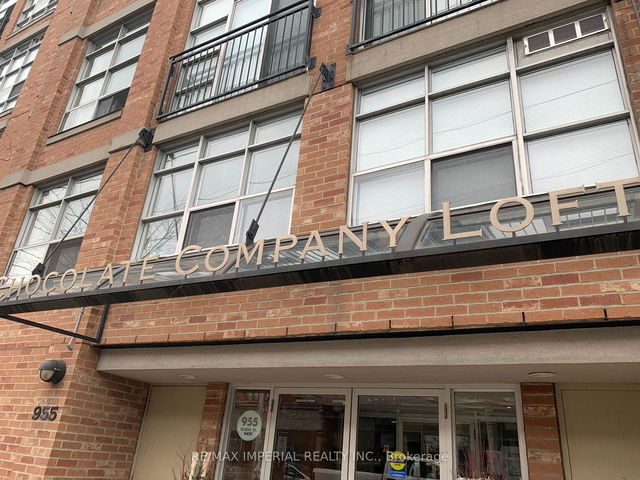 CHOCOLATE COMPANY LOFT
955
955
QUEEN ST.
WEST
RE/MAX IMPERIAL REALTY INC., Brokerage